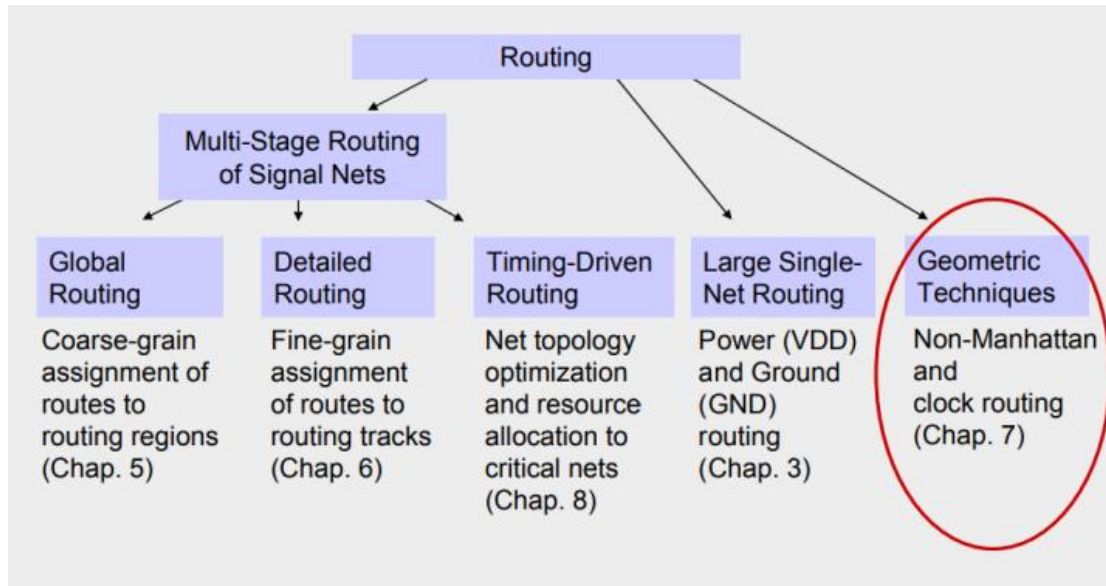 Routing
Multi-Stage Routing
of Signal Nets
Global
Routing
Coarse-grain
assignment of
routes to
routing regions
(Chap. 5)
Detailed
Routing
Fine-grain
assignment
of routes to
routing tracks
(Chap. 6)
Timing-Driven
Routing
Net topology
optimization
and resource
allocation to
critical nets
(Chap. 8)
Large Single-
Net Routing
Power (VDD)
and Ground
(GND)
routing
(Chap. 3)
Geometric
Techniques
Non-Manhattan
and
clock routing
(Chap. 7)